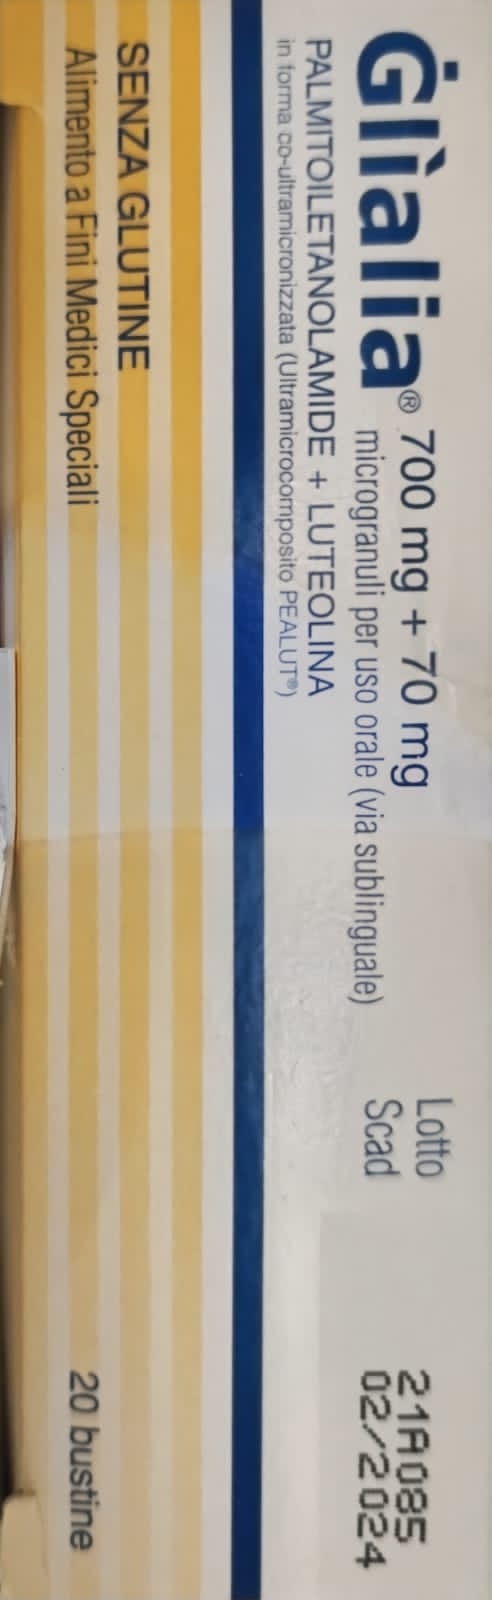 Glìalia® 700 mg + 70 mg
microgranuli per uso orale (via sublinguale)
PALMITOILETANOLAMIDE + LUTEOLINA
in forma co-ultramicronizzata (Ultramicrocomposito PEALUT®)
Lotto 21A085
Scad 02/2024
SENZA GLUTINE
Alimento a Fini Medici Speciali
20 bustine